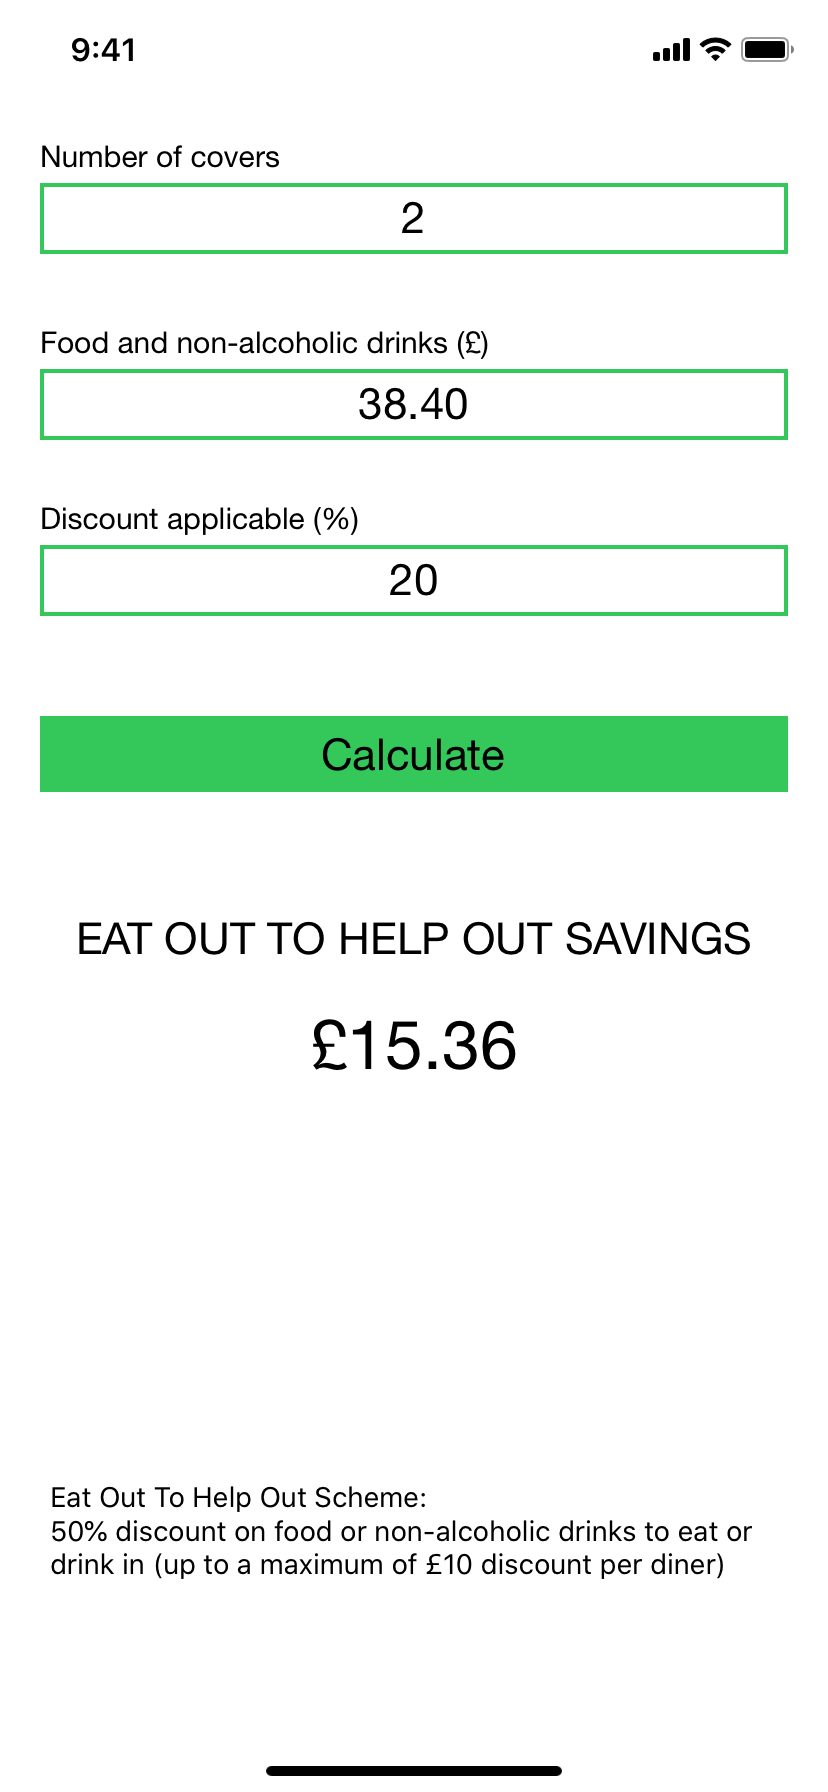 9:41
Number of covers
2
Food and non-alcoholic drinks (£)
38.40
Discount applicable (%)
20
Calculate
EAT OUT TO HELP OUT SAVINGS
£15.36
Eat Out To Help Out Scheme:
50% discount on food or non-alcoholic drinks to eat or
drink in (up to a maximum of £10 discount per diner)